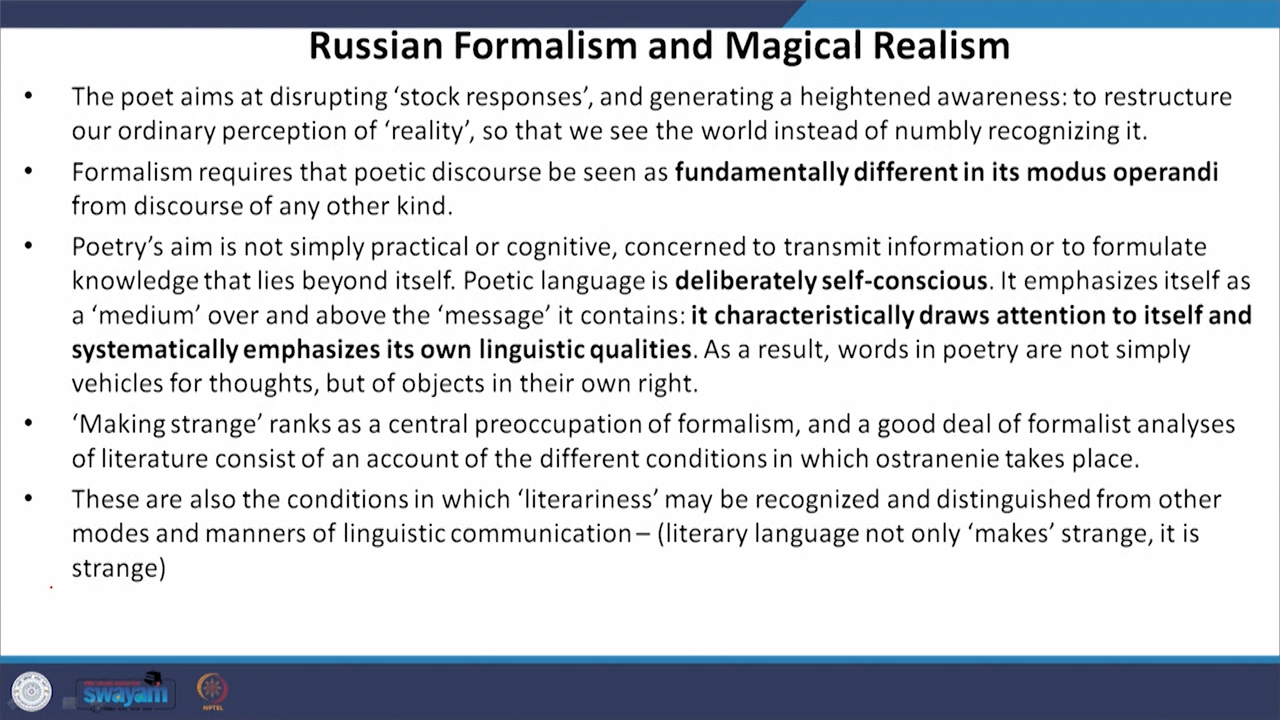 Russian Formalism and Magical Realism
• The poet aims at disrupting ‘stock responses’, and generating a heightened awareness: to restructure
our ordinary perception of ‘reality’, so that we see the world instead of numbly recognizing it.
• Formalism requires that poetic discourse be seen as fundamentally different in its modus operandi
from discourse of any other kind.
• Poetry’s aim is not simply practical or cognitive, concerned to transmit information or to formulate
knowledge that lies beyond itself. Poetic language is deliberately self-conscious. It emphasizes itself as
a ‘medium’ over and above the ‘message’ it contains: it characteristically draws attention to itself and
systematically emphasizes its own linguistic qualities. As a result, words in poetry are not simply
vehicles for thoughts, but of objects in their own right.
• ‘Making strange’ ranks as a central preoccupation of formalism, and a good deal of formalist analyses
of literature consist of an account of the different conditions in which ostranenie takes place.
• These are also the conditions in which ‘literariness’ may be recognized and distinguished from other
modes and manners of linguistic communication – (literary language not only ‘makes’ strange, it is
strange)
swayam
NPTEL